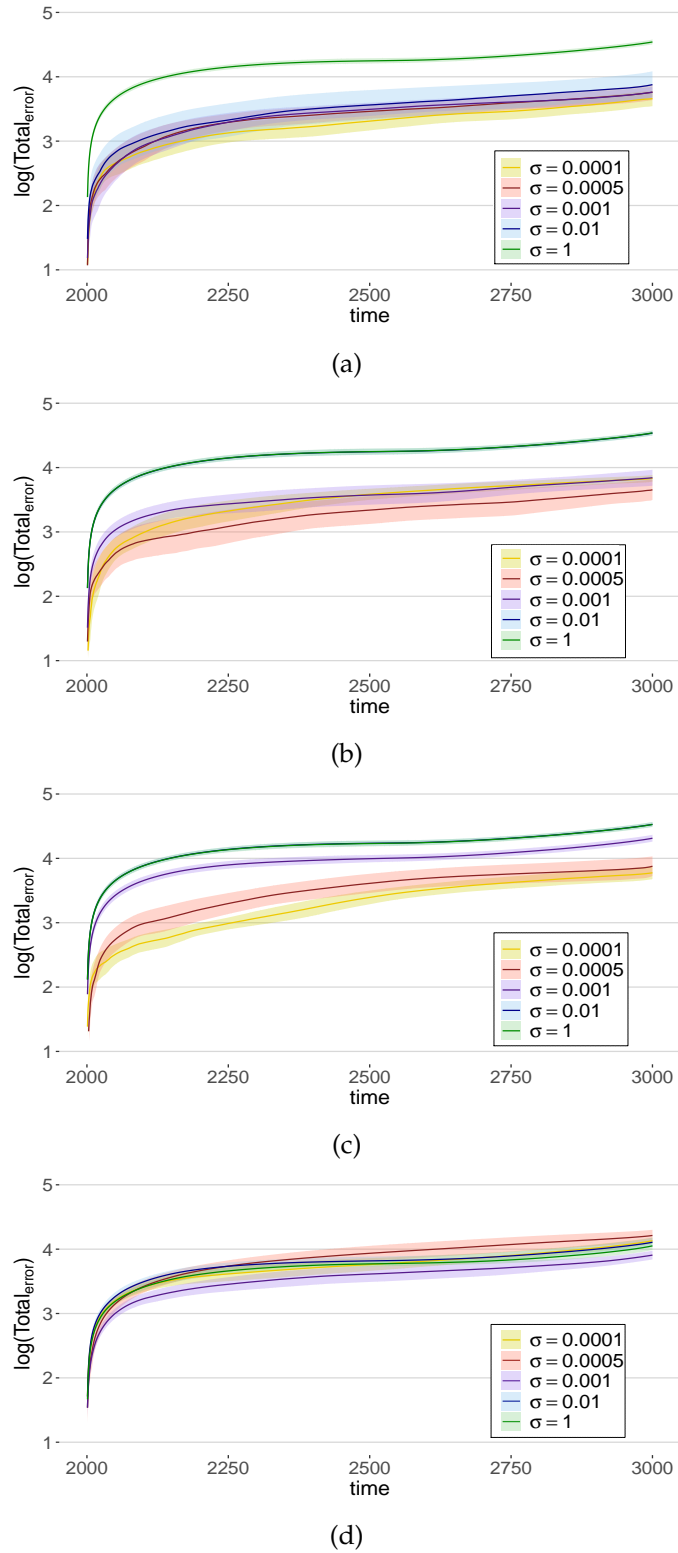 5
4
3
2
1
log(Total_error)
σ = 0.0001
σ = 0.0005
σ = 0.001
σ = 0.01
σ = 1
2000 2250 2500 2750 3000
time
(a)
5
4
3
2
1
log(Total_error)
σ = 0.0001
σ = 0.0005
σ = 0.001
σ = 0.01
σ = 1
2000 2250 2500 2750 3000
time
(b)
5
4
3
2
1
log(Total_error)
σ = 0.0001
σ = 0.0005
σ = 0.001
σ = 0.01
σ = 1
2000 2250 2500 2750 3000
time
(c)
5
4
3
2
1
log(Total_error)
σ = 0.0001
σ = 0.0005
σ = 0.001
σ = 0.01
σ = 1
2000 2250 2500 2750 3000
time
(d)